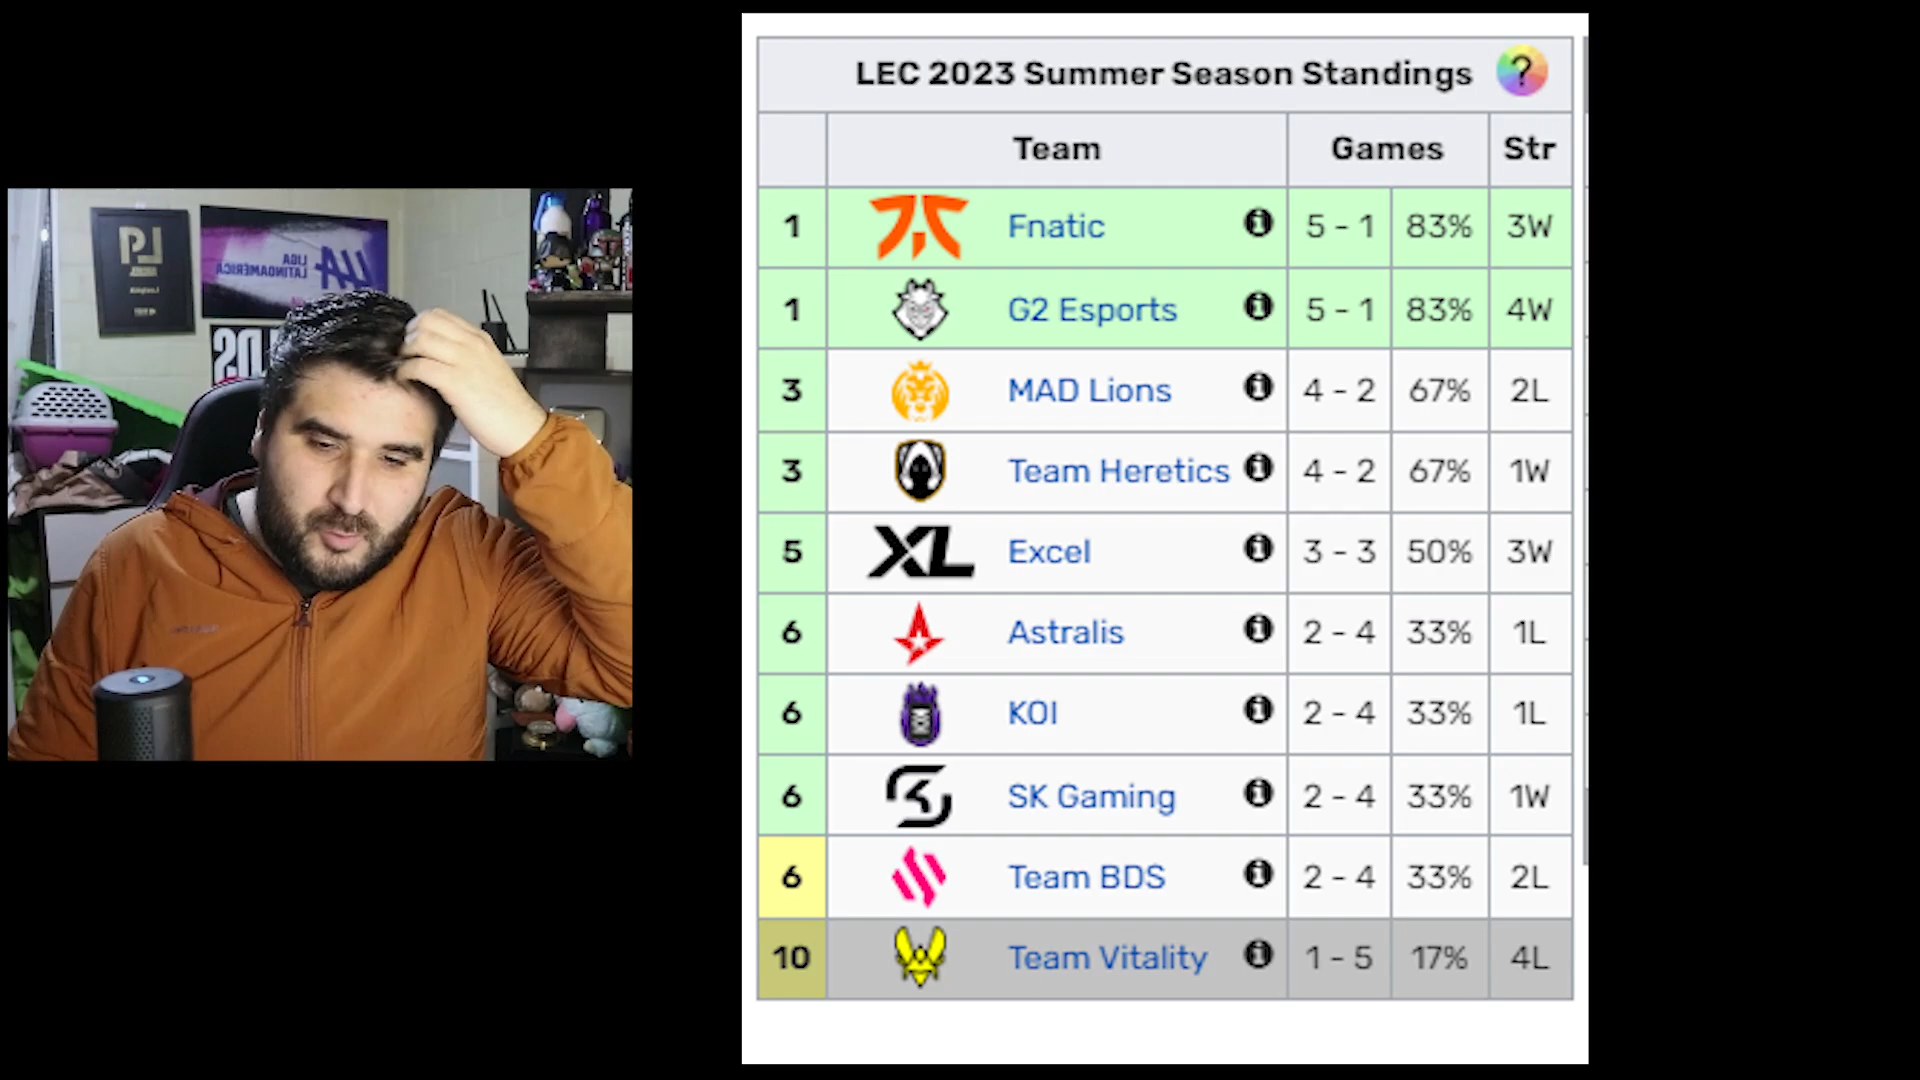 LEC 2023 Summer Season Standings ?
Team Games Str
1 Fnatic 5 - 1 83% 3W
1 G2 Esports 5 - 1 83% 4W
3 MAD Lions 4 - 2 67% 2L
3 Team Heretics 4 - 2 67% 1W
5 XL Excel 3 - 3 50% 3W
6 Astralis 2 - 4 33% 1L
6 KOI 2 - 4 33% 1L
6 SK Gaming 2 - 4 33% 1W
6 Team BDS 2 - 4 33% 2L
10 Team Vitality 1 - 5 17% 4L
LIGA
LATINOAMÉRICA